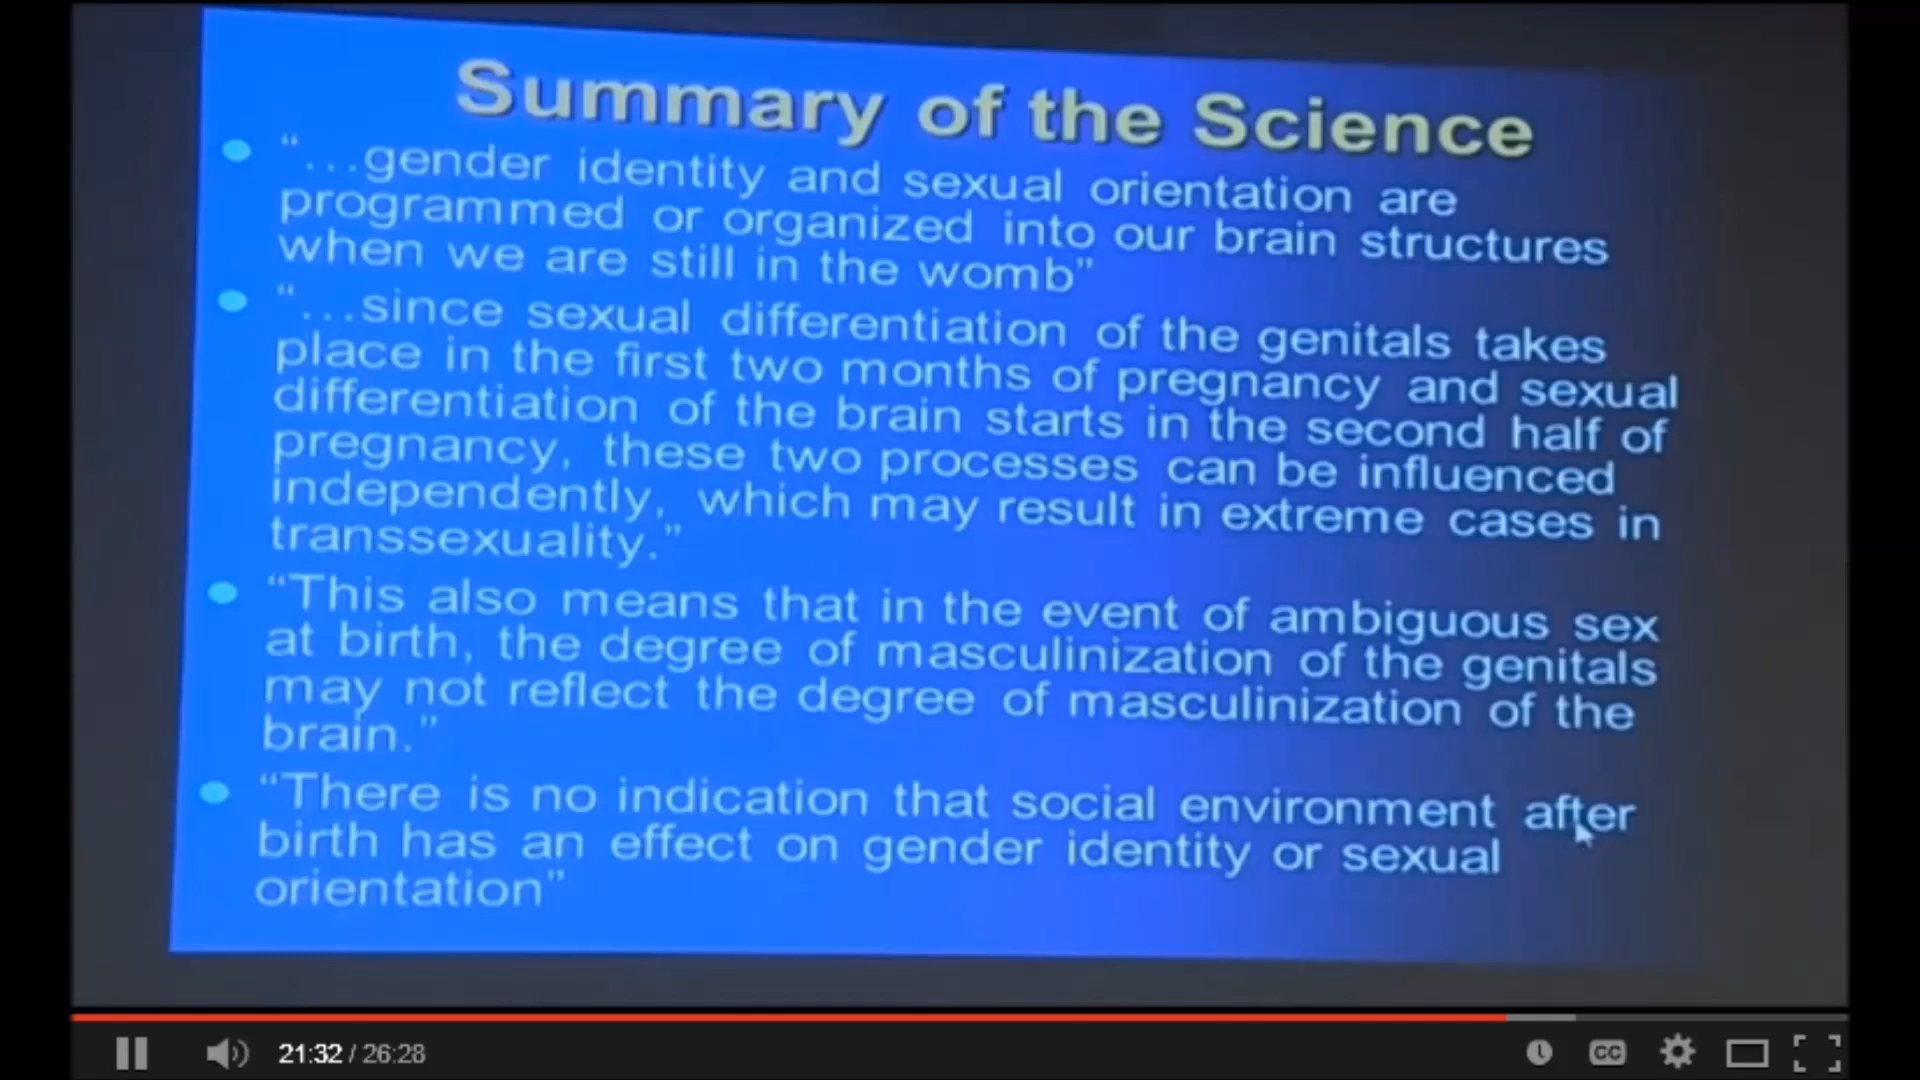 Summary of the Science
“...gender identity and sexual orientation are
programmed or organized into our brain structures
when we are still in the womb”
“...since sexual differentiation of the genitals takes
place in the first two months of pregnancy and sexual
differentiation of the brain starts in the second half of
pregnancy, these two processes can be influenced
independently, which may result in extreme cases in
transsexuality.”
“This also means that in the event of ambiguous sex
at birth, the degree of masculinization of the genitals
may not reflect the degree of masculinization of the
brain.”
“There is no indication that social environment after
birth has an effect on gender identity or sexual
orientation”
21:32 / 26:28
CC